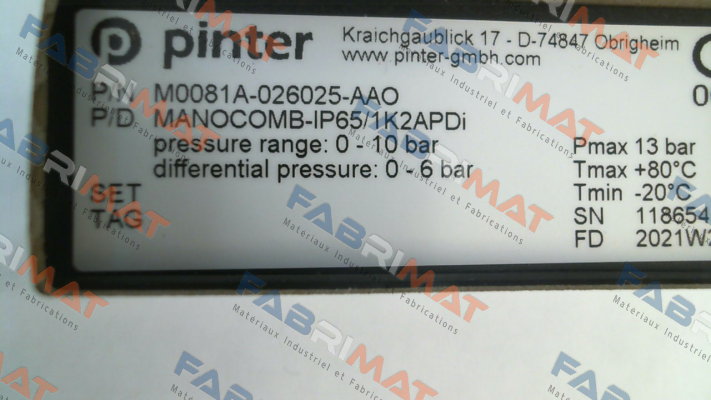 pinter
Kraichgaublick 17 - D-74847 Obrigheim
www.pinter-gmbh.com
P/N M0081A-026025-AAO
P/D MANOCOMB-IP65/1K2APDi
pressure range: 0 - 10 bar
differential pressure: 0 - 6 bar
SET
TAG
Pmax 13 bar
Tmax +80°C
Tmin -20°C
SN 118654
FD 2021W2
FABRIMAT
Materiaux Industriel et Fabrications